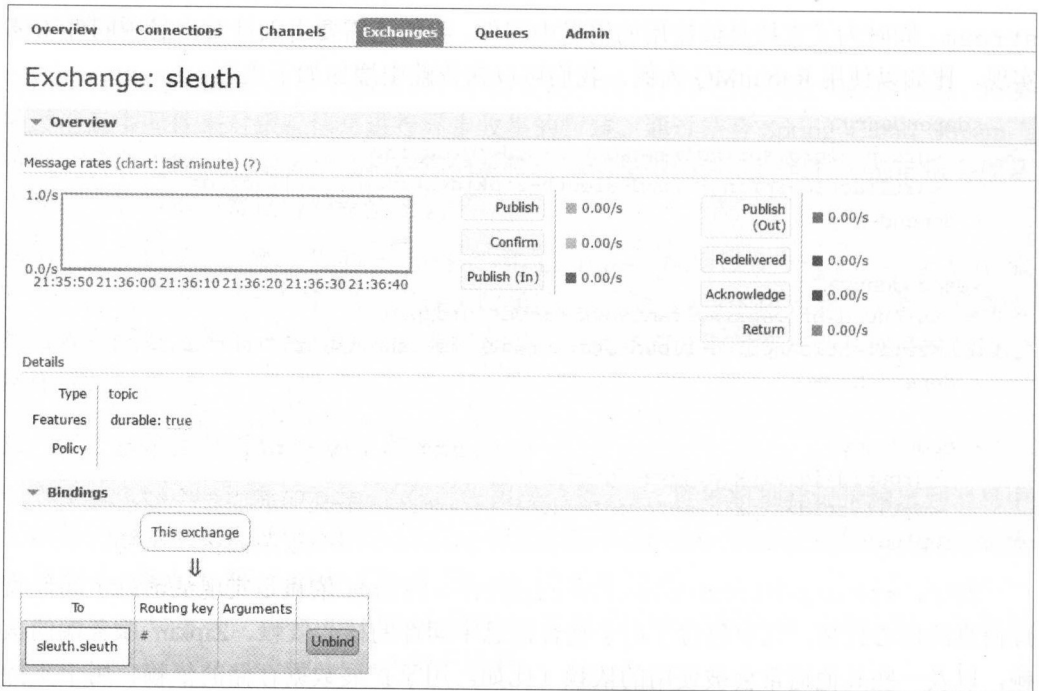 Overview Connections Channels Exchanges Queues Admin
Exchange: sleuth
Overview
Message rates (chart: last minute) (?)
1.0/s
0.0/s
21:35:50 21:36:00 21:36:10 21:36:20 21:36:30 21:36:40
Publish 0.00/s
Confirm 0.00/s
Publish (In) 0.00/s
Publish
(Out) 0.00/s
Redelivered 0.00/s
Acknowledge 0.00/s
Return 0.00/s
Details
Type topic
Features durable: true
Policy
Bindings
This exchange
⇓
To Routing key Arguments
sleuth.sleuth # Unbind